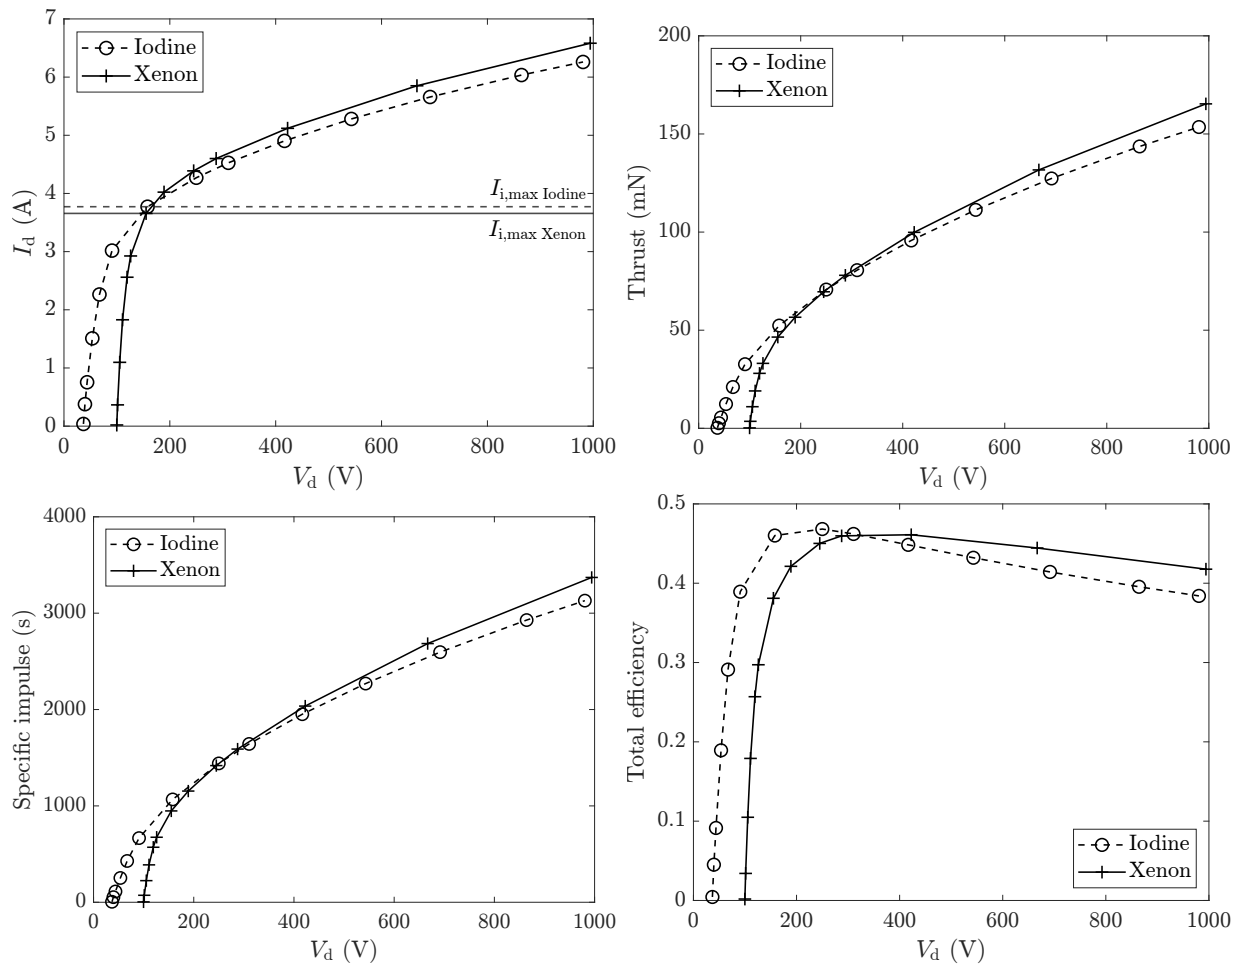 7
6
5
4
3
2
1
0
0
200
400
600
800
1000
I_d (A)
V_d (V)
Iodine
Xenon
I_i,max Iodine
I_i,max Xenon
200
150
100
50
0
0
200
400
600
800
1000
Thrust (mN)
V_d (V)
Iodine
Xenon
4000
3000
2000
1000
0
0
200
400
600
800
1000
Specific impulse (s)
V_d (V)
Iodine
Xenon
0.5
0.4
0.3
0.2
0.1
0
0
200
400
600
800
1000
Total efficiency
V_d (V)
Iodine
Xenon